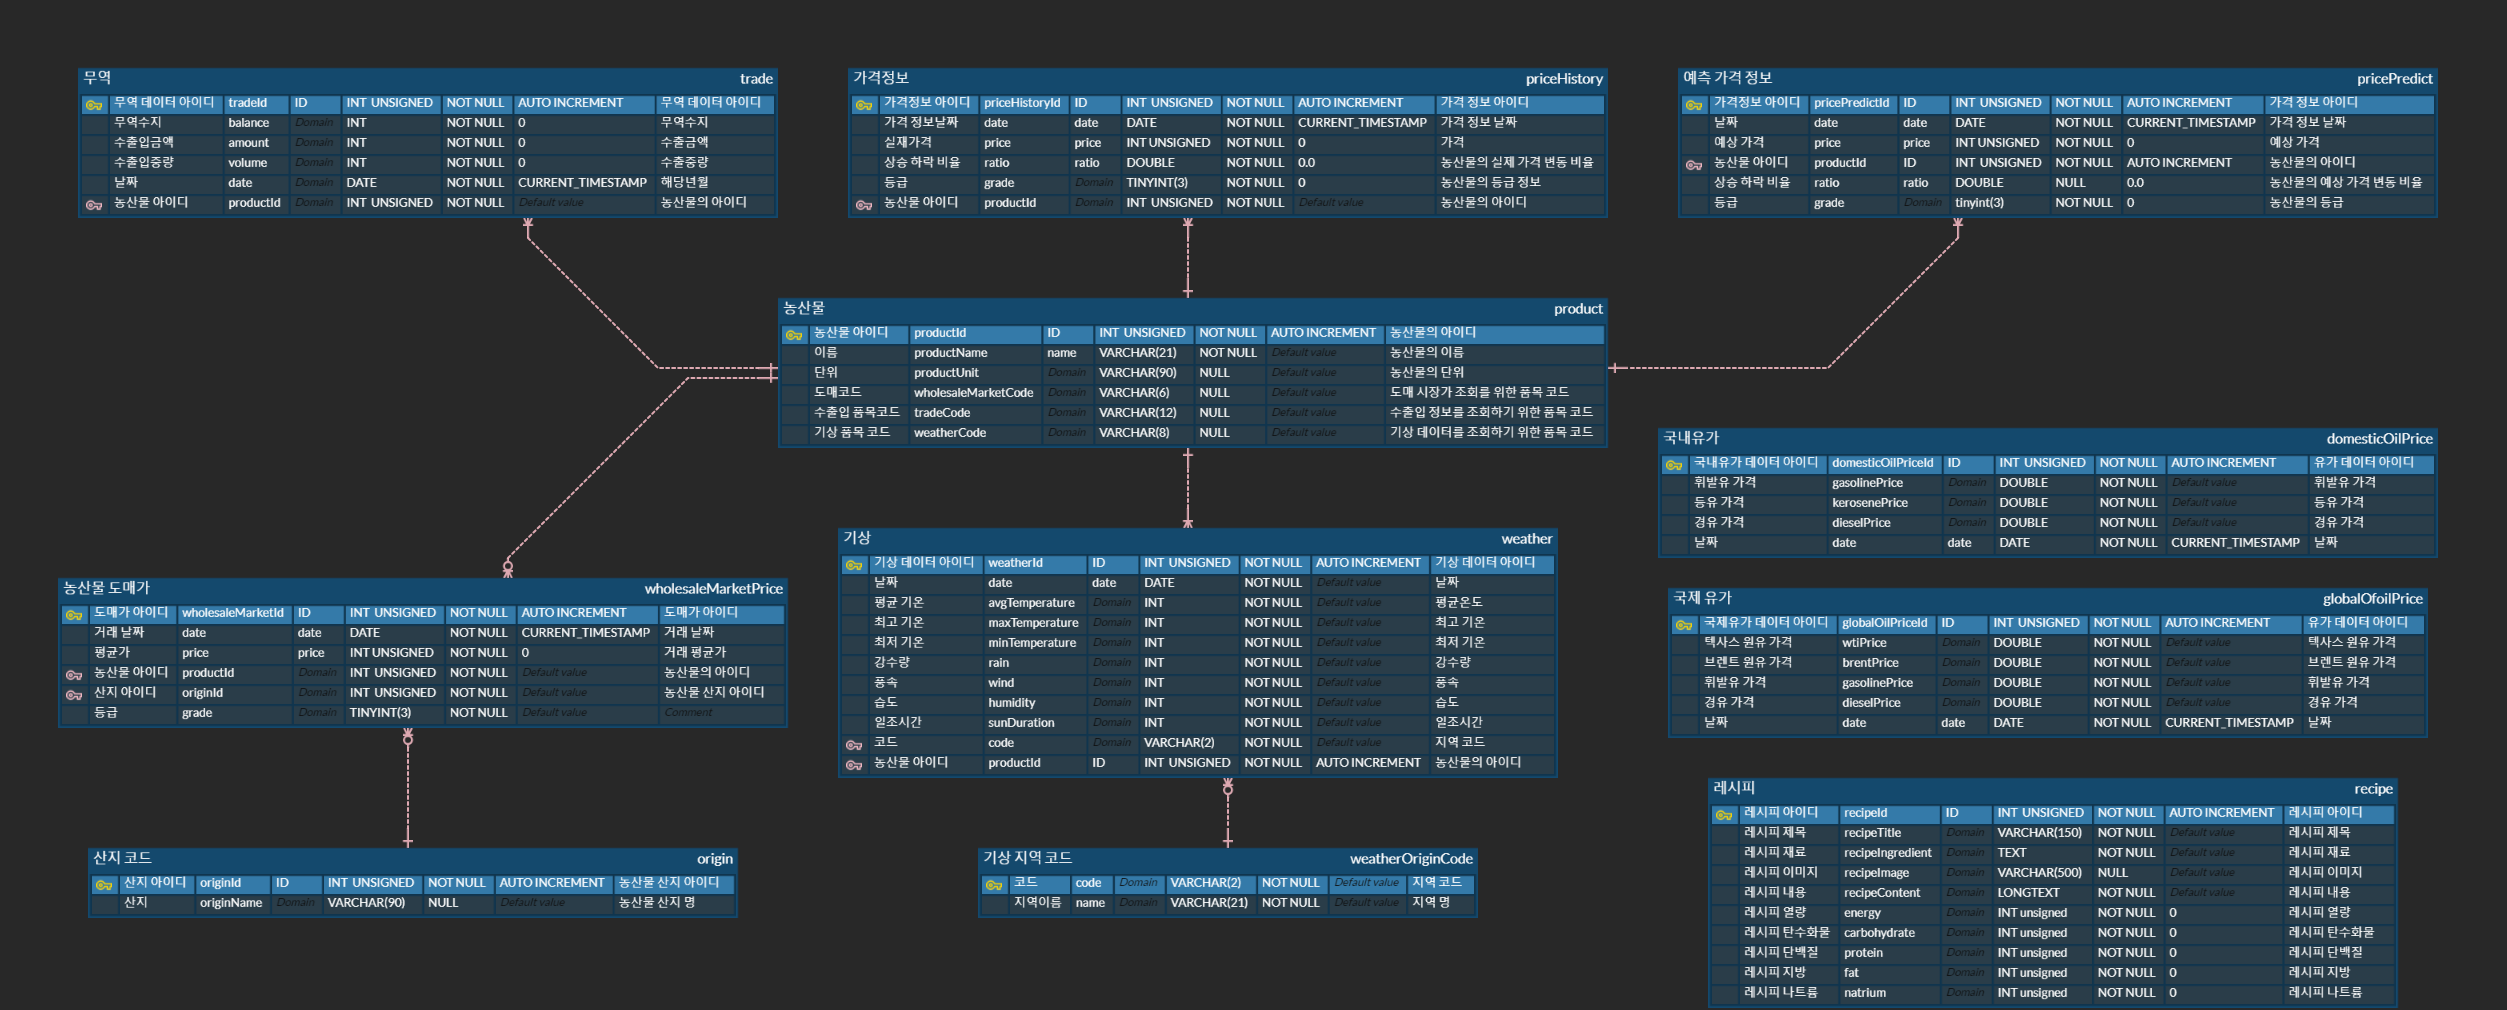 무역 trade
무역 데이터 아이디 tradeId ID INT UNSIGNED NOT NULL AUTO INCREMENT 무역 데이터 아이디
무역수지 balance Domain INT NOT NULL 0 무역수지
수출입금액 amount Domain INT NOT NULL 0 수출금액
수출입중량 volume Domain INT NOT NULL 0 수출중량
날짜 date Domain DATE NOT NULL CURRENT_TIMESTAMP 해당년월
농산물 아이디 productId Domain INT UNSIGNED NOT NULL Default value 농산물의 아이디
가격정보 priceHistory
가격정보 아이디 priceHistoryId ID INT UNSIGNED NOT NULL AUTO INCREMENT 가격 정보 아이디
가격 정보날짜 date date DATE NOT NULL CURRENT_TIMESTAMP 가격 정보 날짜
실재가격 price price INT UNSIGNED NOT NULL 0 가격
상승 하락 비율 ratio ratio DOUBLE NOT NULL 0.0 농산물의 실제 가격 변동 비율
등급 grade Domain TINYINT(3) NOT NULL 0 농산물의 등급 정보
농산물 아이디 productId Domain INT UNSIGNED NOT NULL Default value 농산물의 아이디
예측 가격 정보 pricePredict
가격정보 아이디 pricePredictId ID INT UNSIGNED NOT NULL AUTO INCREMENT 가격 정보 아이디
날짜 date date DATE NOT NULL CURRENT_TIMESTAMP 가격 정보 날짜
예상 가격 price price INT UNSIGNED NOT NULL 0 예상 가격
농산물 아이디 productId ID INT UNSIGNED NOT NULL AUTO INCREMENT 농산물의 아이디
상승 하락 비율 ratio ratio DOUBLE NULL 0.0 농산물의 예상 가격 변동 비율
등급 grade Domain tinyint(3) NOT NULL 0 농산물의 등급
농산물 product
농산물 아이디 productId ID INT UNSIGNED NOT NULL AUTO INCREMENT 농산물의 아이디
이름 productName name VARCHAR(21) NOT NULL Default value 농산물의 이름
단위 productUnit Domain VARCHAR(90) NULL Default value 농산물의 단위
도매코드 wholesaleMarketCode Domain VARCHAR(6) NULL Default value 도매 시장가 조회를 위한 품목 코드
수출입 품목코드 tradeCode Domain VARCHAR(12) NULL Default value 수출입 정보를 조회하기 위한 품목 코드
기상 품목 코드 weatherCode Domain VARCHAR(8) NULL Default value 기상 데이터를 조회하기 위한 품목 코드
국내유가 domesticOilPrice
국내유가 데이터 아이디 domesticOilPriceId ID INT UNSIGNED NOT NULL AUTO INCREMENT 유가 데이터 아이디
휘발유 가격 gasolinePrice Domain DOUBLE NOT NULL Default value 휘발유 가격
등유 가격 kerosenePrice Domain DOUBLE NOT NULL Default value 등유 가격
경유 가격 dieselPrice Domain DOUBLE NOT NULL Default value 경유 가격
날짜 date date DATE NOT NULL CURRENT_TIMESTAMP 날짜
농산물 도매가 wholesaleMarketPrice
도매가 아이디 wholesaleMarketId ID INT UNSIGNED NOT NULL AUTO INCREMENT 도매가 아이디
거래 날짜 date date DATE NOT NULL CURRENT_TIMESTAMP 거래 날짜
평균가 price price INT UNSIGNED NOT NULL 0 거래 평균가
농산물 아이디 productId Domain INT UNSIGNED NOT NULL Default value 농산물의 아이디
산지 아이디 originId Domain INT UNSIGNED NOT NULL Default value 농산물 산지 아이디
등급 grade Domain TINYINT(3) NOT NULL Default value Comment
기상 weather
기상 데이터 아이디 weatherId ID INT UNSIGNED NOT NULL AUTO INCREMENT 기상 데이터 아이디
날짜 date date DATE NOT NULL Default value 날짜
평균 기온 avgTemperature Domain INT NOT NULL Default value 평균온도
최고 기온 maxTemperature Domain INT NOT NULL Default value 최고 기온
최저 기온 minTemperature Domain INT NOT NULL Default value 최저 기온
강수량 rain Domain INT NOT NULL Default value 강수량
풍속 wind Domain INT NOT NULL Default value 풍속
습도 humidity Domain INT NOT NULL Default value 습도
일조시간 sunDuration Domain INT NOT NULL Default value 일조시간
코드 code Domain VARCHAR(2) NOT NULL Default value 지역 코드
농산물 아이디 productId ID INT UNSIGNED NOT NULL AUTO INCREMENT 농산물의 아이디
국제 유가 globalOfoilPrice
국제유가 데이터 아이디 globalOilPriceId ID INT UNSIGNED NOT NULL AUTO INCREMENT 유가 데이터 아이디
텍사스 원유 가격 wtiPrice Domain DOUBLE NOT NULL Default value 텍사스 원유 가격
브렌트 원유 가격 brentPrice Domain DOUBLE NOT NULL Default value 브렌트 원유 가격
휘발유 가격 gasolinePrice Domain DOUBLE NOT NULL Default value 휘발유 가격
경유 가격 dieselPrice Domain DOUBLE NOT NULL Default value 경유 가격
날짜 date date DATE NOT NULL CURRENT_TIMESTAMP 날짜
산지 코드 origin
산지 아이디 originId ID INT UNSIGNED NOT NULL AUTO INCREMENT 농산물 산지 아이디
산지 originName Domain VARCHAR(90) NULL Default value 농산물 산지 명
기상 지역 코드 weatherOriginCode
코드 code Domain VARCHAR(2) NOT NULL Default value 지역 코드
지역이름 name Domain VARCHAR(21) NOT NULL Default value 지역 명
레시피 recipe
레시피 아이디 recipeId ID INT UNSIGNED NOT NULL AUTO INCREMENT 레시피 아이디
레시피 제목 recipeTitle Domain VARCHAR(150) NOT NULL Default value 레시피 제목
레시피 재료 recipeIngredient Domain TEXT NOT NULL Default value 레시피 재료
레시피 이미지 recipeImage Domain VARCHAR(500) NULL Default value 레시피 이미지
레시피 내용 recipeContent Domain LONGTEXT NOT NULL Default value 레시피 내용
레시피 열량 energy Domain INT unsigned NOT NULL 0 레시피 열량
레시피 탄수화물 carbohydrate Domain INT unsigned NOT NULL 0 레시피 탄수화물
레시피 단백질 protein Domain INT unsigned NOT NULL 0 레시피 단백질
레시피 지방 fat Domain INT unsigned NOT NULL 0 레시피 지방
레시피 나트륨 natrium Domain INT unsigned NOT NULL 0 레시피 나트륨